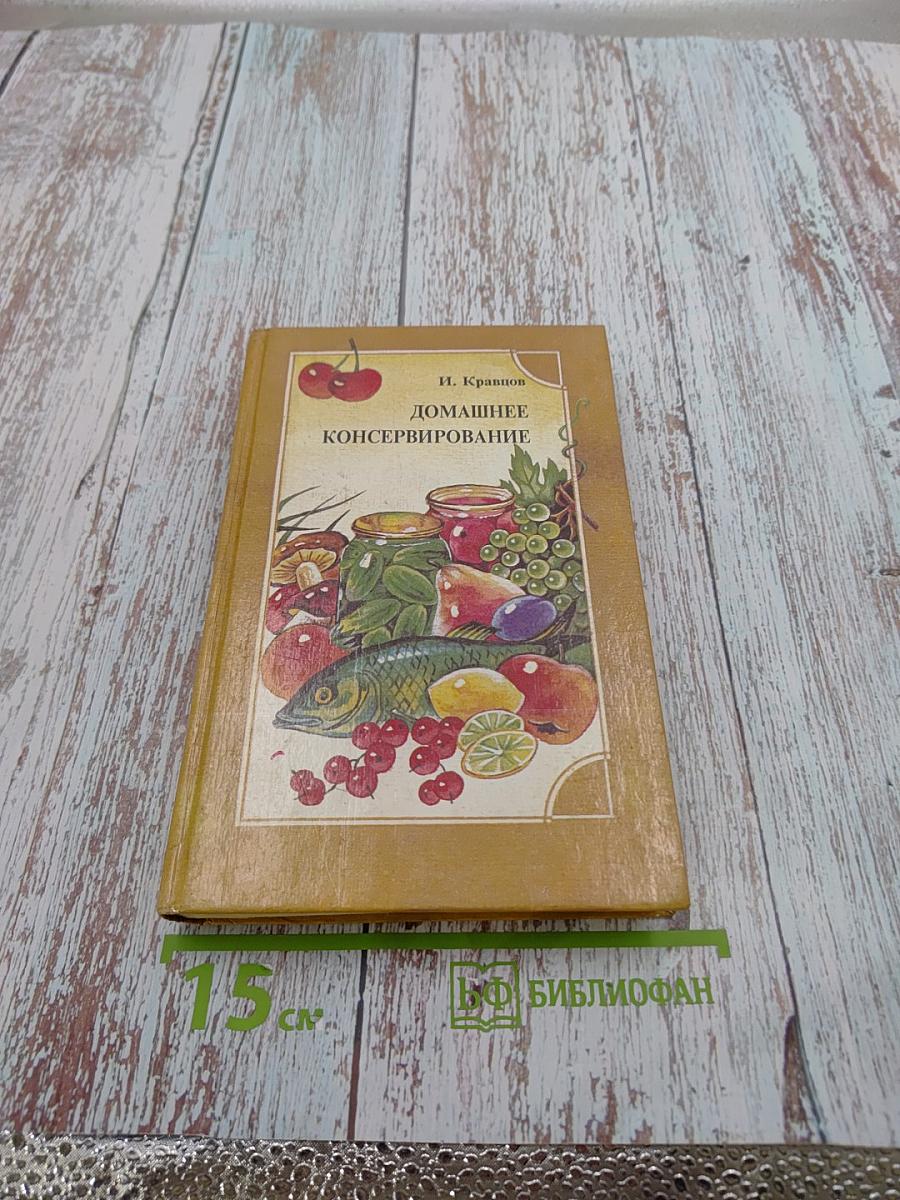 И. Кравцов
ДОМАШНЕЕ
КОНСЕРВИРОВАНИЕ
15 см
БФ БИБЛИОФАН